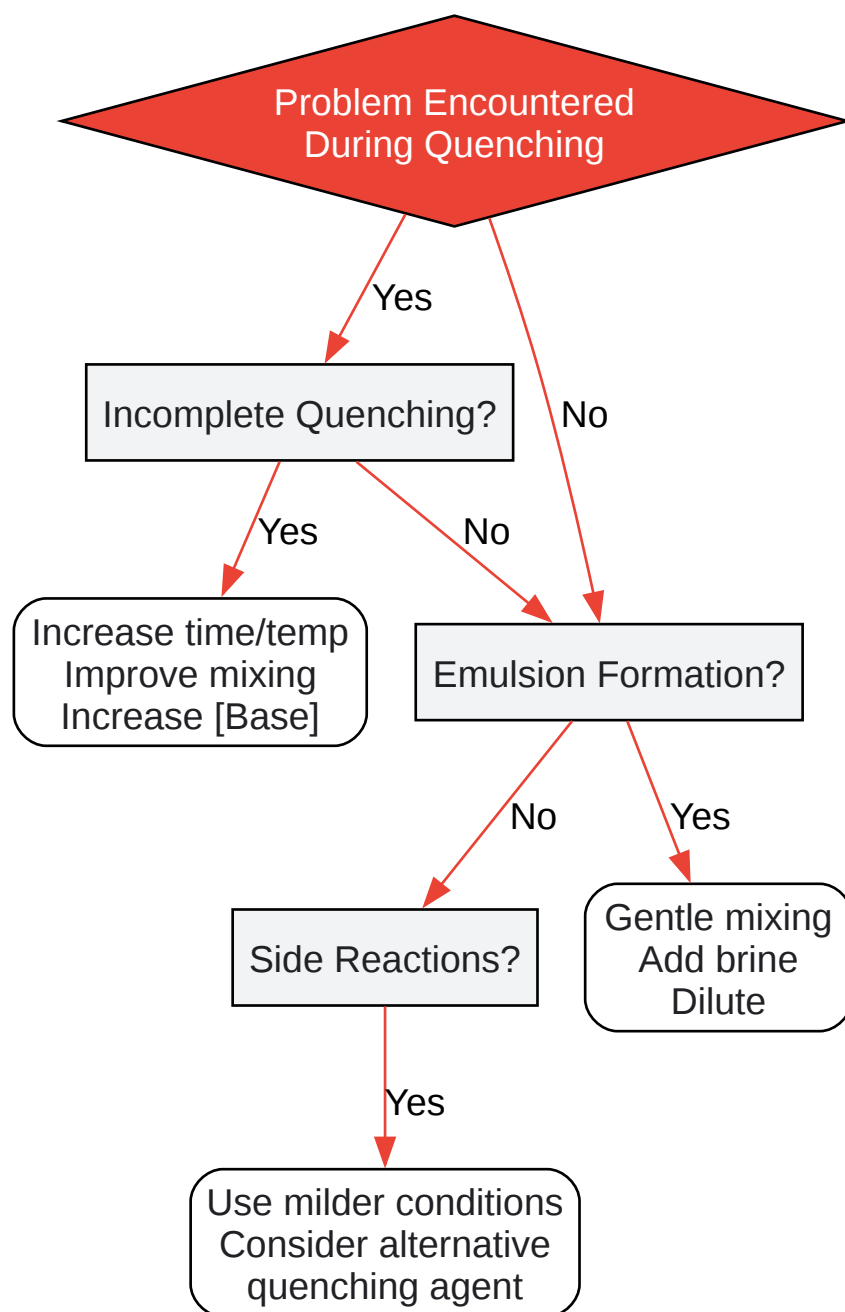 Problem Encountered
During Quenching
Yes
Incomplete Quenching?
No
Yes
No
Increase time/temp
Improve mixing
Increase [Base]
Emulsion Formation?
No
Yes
Gentle mixing
Add brine
Dilute
Side Reactions?
Yes
Use milder conditions
Consider alternative
quenching agent